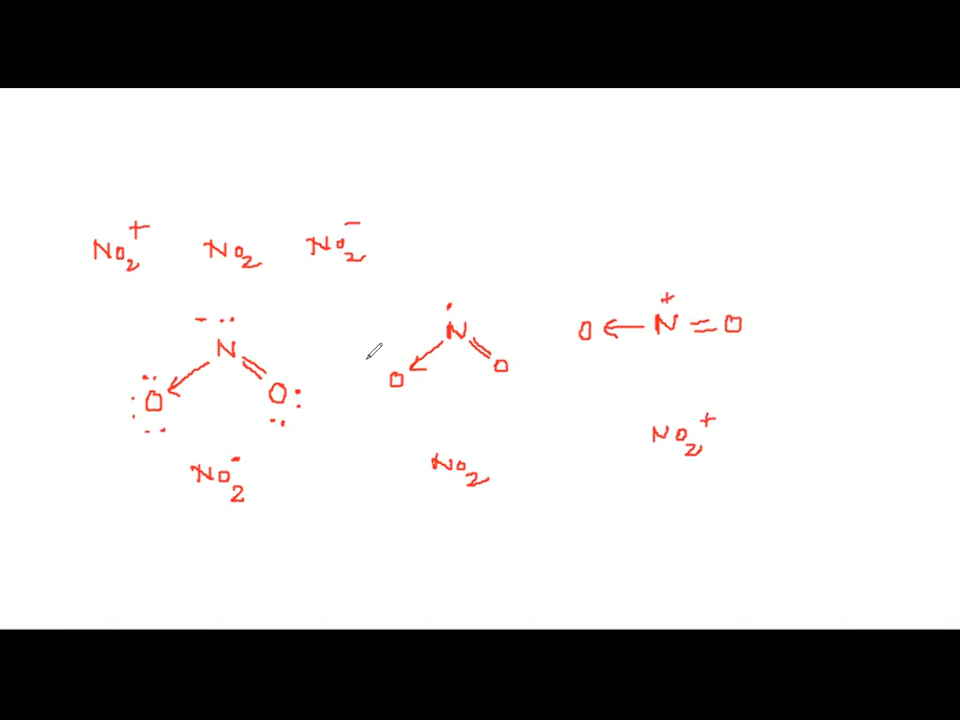 NO2+ NO2 NO2-
- ·· N O O
· N O O
O ← N+ = O
NO2- NO2 NO2+